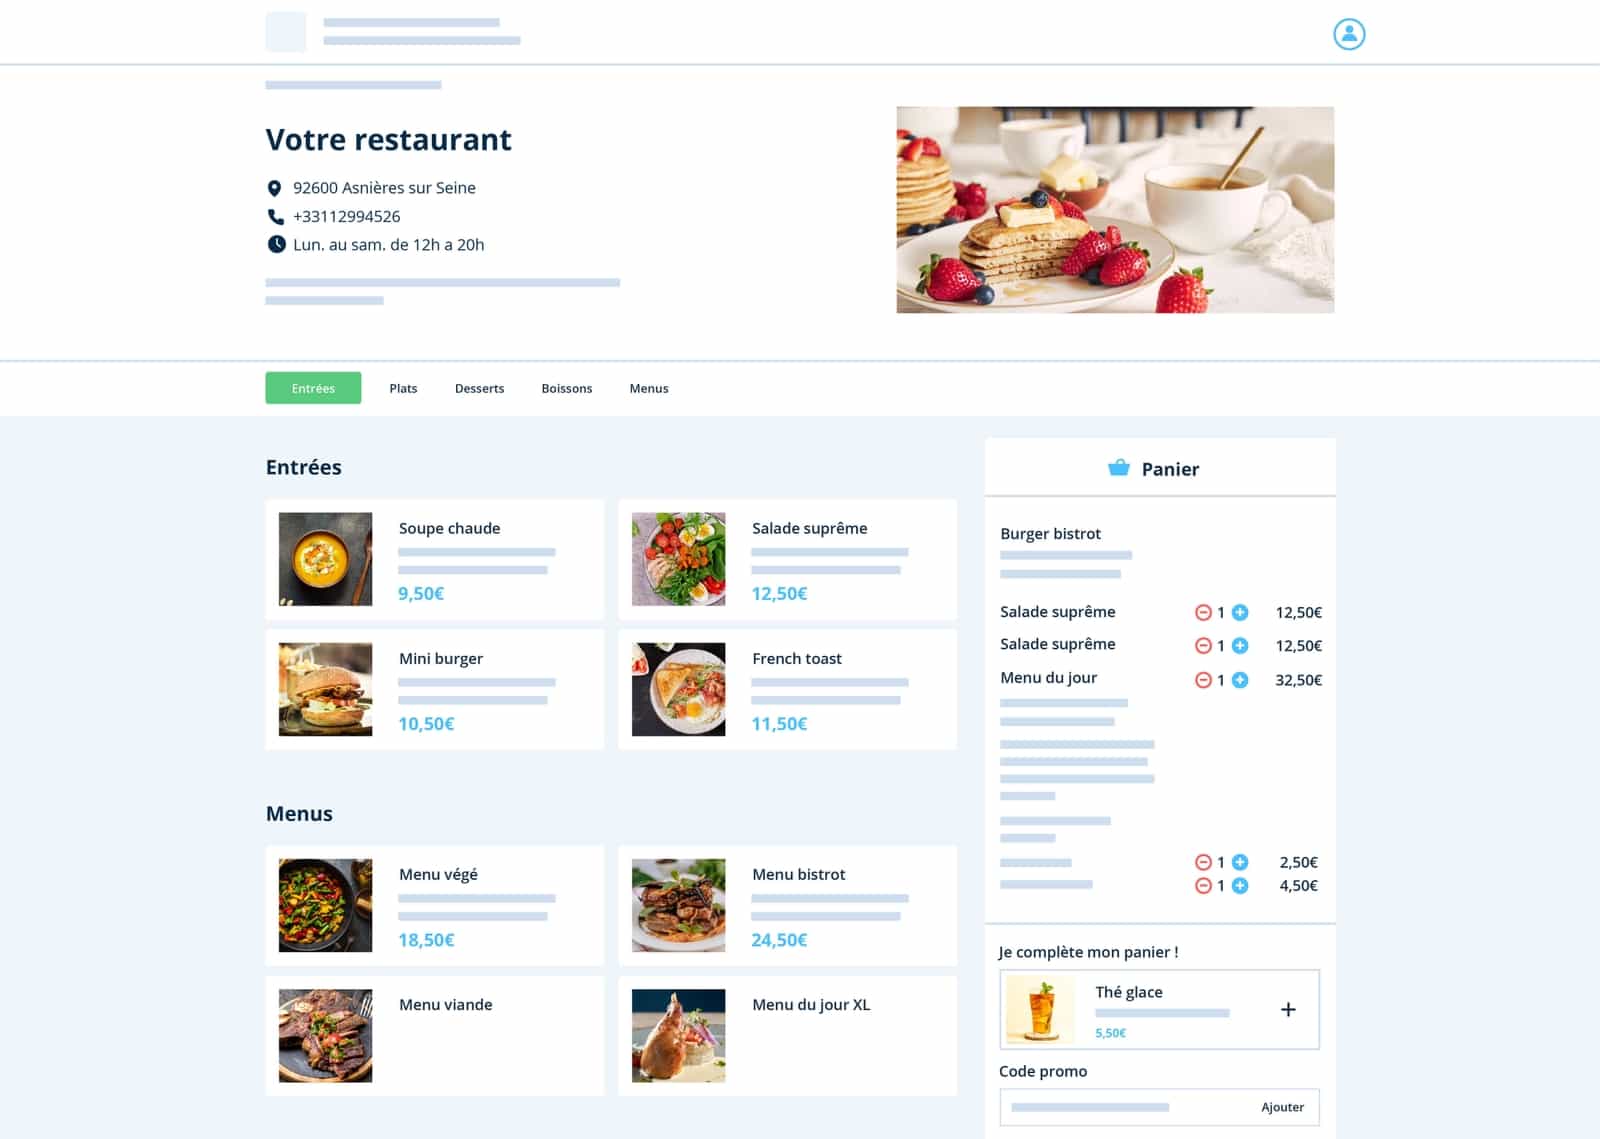 Votre restaurant
92600 Asnières sur Seine
+33112994526
Lun. au sam. de 12h a 20h
Entrées Plats Desserts Boissons Menus
Entrées
Soupe chaude
9,50€
Salade suprême
12,50€
Mini burger
10,50€
French toast
11,50€
Menus
Menu végé
18,50€
Menu bistrot
24,50€
Menu viande
Menu du jour XL
Panier
Burger bistrot
Salade suprême 1 12,50€
Salade suprême 1 12,50€
Menu du jour 1 32,50€
1 2,50€
1 4,50€
Je complète mon panier !
Thé glace
5,50€
Code promo
Ajouter